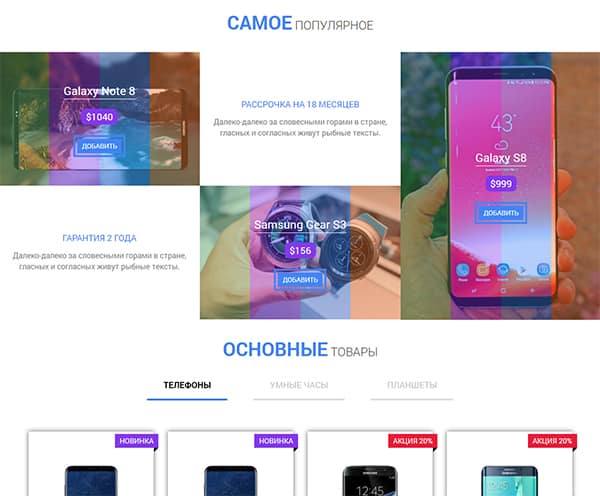 САМОЕ ПОПУЛЯРНОЕ
Galaxy Note 8
$1040
ДОБАВИТЬ
РАССРОЧКА НА 18 МЕСЯЦЕВ
Далеко-далеко за словесными горами в стране,
гласных и согласных живут рыбные тексты.
43°
Galaxy S8
$999
ДОБАВИТЬ
ГАРАНТИЯ 2 ГОДА
Далеко-далеко за словесными горами в стране,
гласных и согласных живут рыбные тексты.
Samsung Gear S3
$156
ДОБАВИТЬ
ОСНОВНЫЕ ТОВАРЫ
ТЕЛЕФОНЫ
УМНЫЕ ЧАСЫ
ПЛАНШЕТЫ
НОВИНКА
НОВИНКА
АКЦИЯ 20%
АКЦИЯ 20%